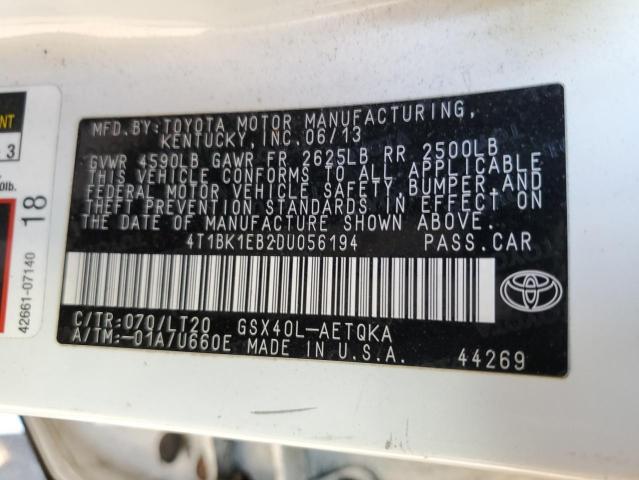 MFD.BY:TOYOTA MOTOR MANUFACTURING,
KENTUCKY, INC.06/13
GVWR 4590LB GAWR FR 2625LB RR 2500LB
THIS VEHICLE CONFORMS TO ALL APPLICABLE
FEDERAL MOTOR VEHICLE SAFETY, BUMPER, AND
THEFT PREVENTION STANDARDS IN EFFECT ON
THE DATE OF MANUFACTURE SHOWN ABOVE.
4T1BK1EB2DU056194 PASS.CAR
C/TR:070/LT20 GSX40L-AETQKA
A/TM:-01A/U660E MADE IN U.S.A. 44269
3
18
42661-07140